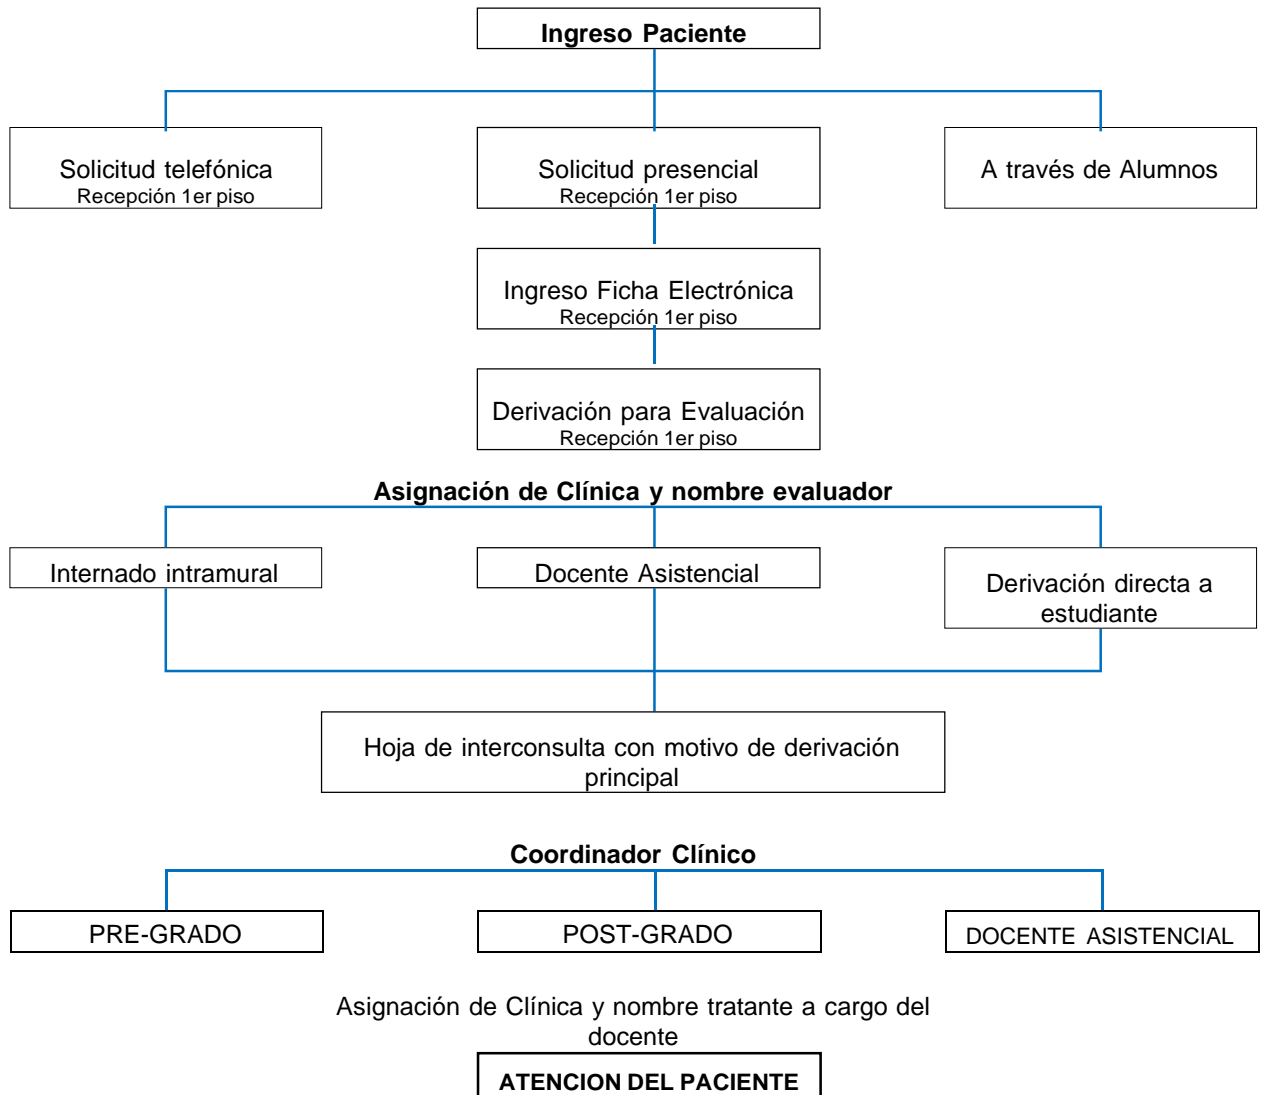 Ingreso Paciente
Solicitud telefónica
Recepción 1er piso
Solicitud presencial
Recepción 1er piso
A través de Alumnos
Ingreso Ficha Electrónica
Recepción 1er piso
Derivación para Evaluación
Recepción 1er piso
Asignación de Clínica y nombre evaluador
Internado intramural
Docente Asistencial
Derivación directa a
estudiante
Hoja de interconsulta con motivo de derivación
principal
Coordinador Clínico
PRE-GRADO
POST-GRADO
DOCENTE ASISTENCIAL
Asignación de Clínica y nombre tratante a cargo del
docente
ATENCION DEL PACIENTE